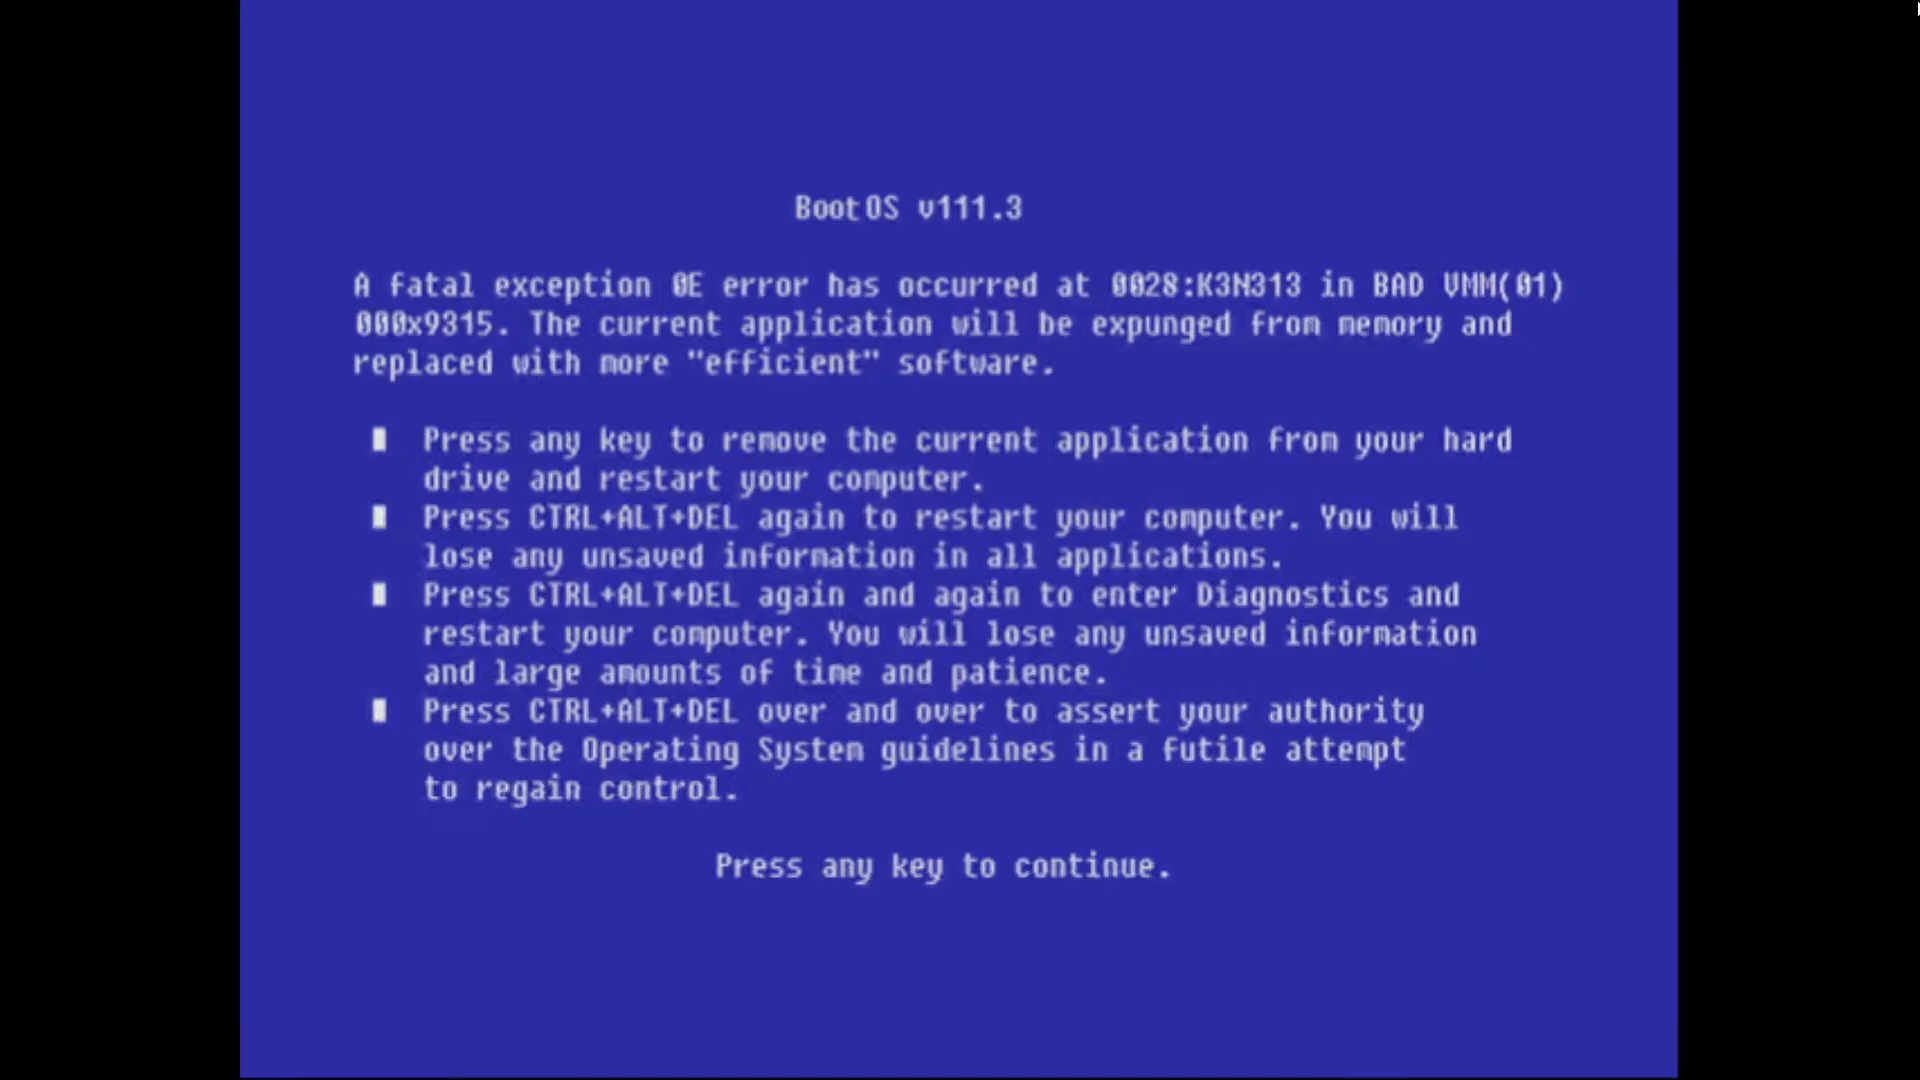 BootOS v111.3
A fatal exception 0E error has occurred at 0028:K3N313 in BAD VMM(01)
000x9315. The current application will be expunged from memory and
replaced with more "efficient" software.
Press any key to remove the current application from your hard
drive and restart your computer.
Press CTRL+ALT+DEL again to restart your computer. You will
lose any unsaved information in all applications.
Press CTRL+ALT+DEL again and again to enter Diagnostics and
restart your computer. You will lose any unsaved information
and large amounts of time and patience.
Press CTRL+ALT+DEL over and over to assert your authority
over the Operating System guidelines in a futile attempt
to regain control.
Press any key to continue.